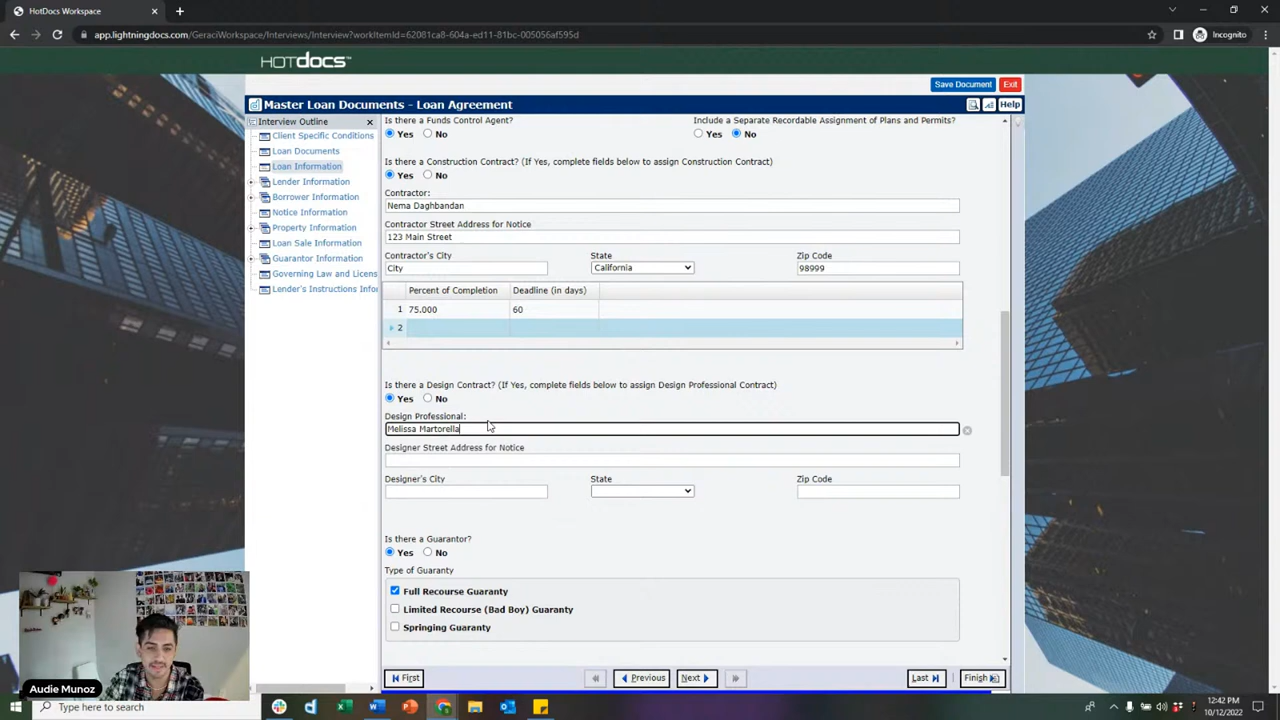 HotDocs Workspace
Incognito
app.lightningdocs.com/GeraciWorkspace/Interviews/Interview?workItemId=62081ca8-604a-ed11-81bc-005056af595d
HOTDOCS
Save Document
Exit
Master Loan Documents - Loan Agreement
Help
Interview Outline
Client Specific Conditions
Loan Documents
Loan Information
Lender Information
Borrower Information
Notice Information
Property Information
Loan Sale Information
Guarantor Information
Governing Law and Licens
Lender's Instructions Infor
Is there a Funds Control Agent?
Yes No
Include a Separate Recordable Assignment of Plans and Permits?
Yes No
Is there a Construction Contract? (If Yes, complete fields below to assign Construction Contract)
Yes No
Contractor:
Nema Daghbandan
Contractor Street Address for Notice
123 Main Street
Contractor's City State Zip Code
City California 98999
Percent of Completion Deadline (in days)
1 75.000 60
2
Is there a Design Contract? (If Yes, complete fields below to assign Design Professional Contract)
Yes No
Design Professional:
Melissa Martorella
Designer Street Address for Notice
Designer's City State Zip Code
Is there a Guarantor?
Yes No
Type of Guaranty
Full Recourse Guaranty
Limited Recourse (Bad Boy) Guaranty
Springing Guaranty
First Previous Next Last Finish
Audie Munoz
Type here to search
12:42 PM
10/12/2022